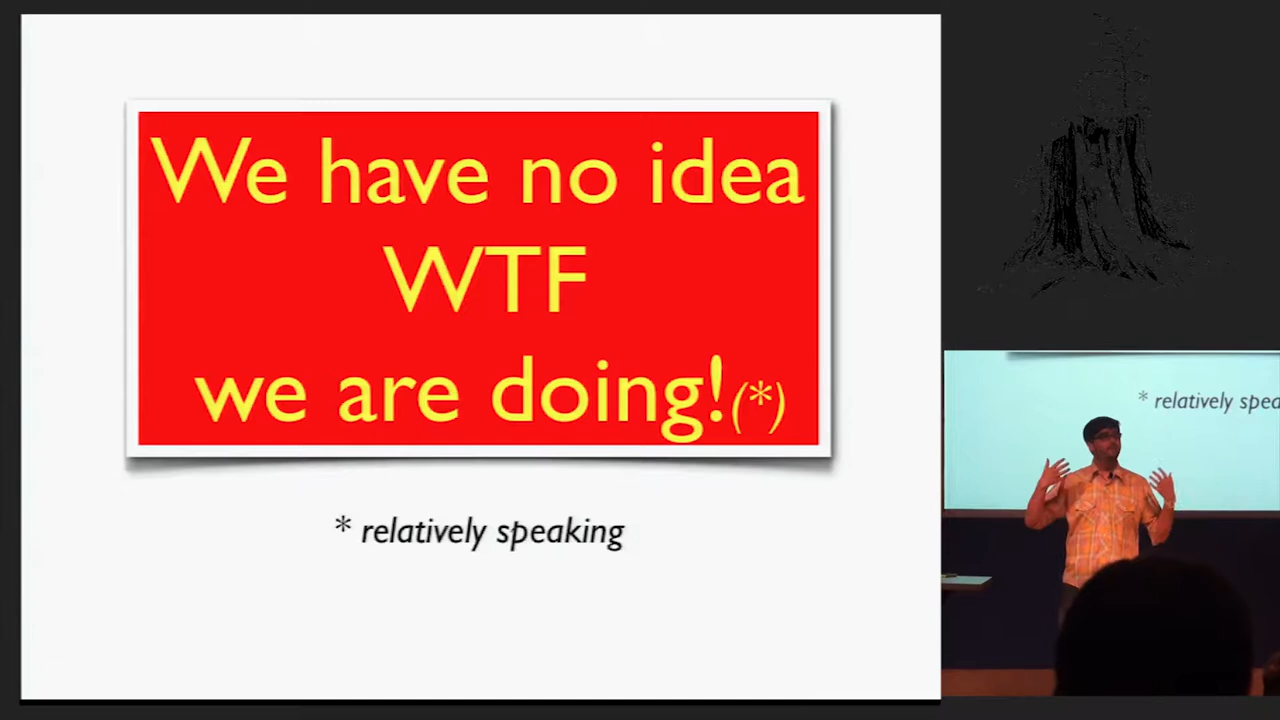 We have no idea
WTF
we are doing!(*)
* relatively speaking
* relatively spea